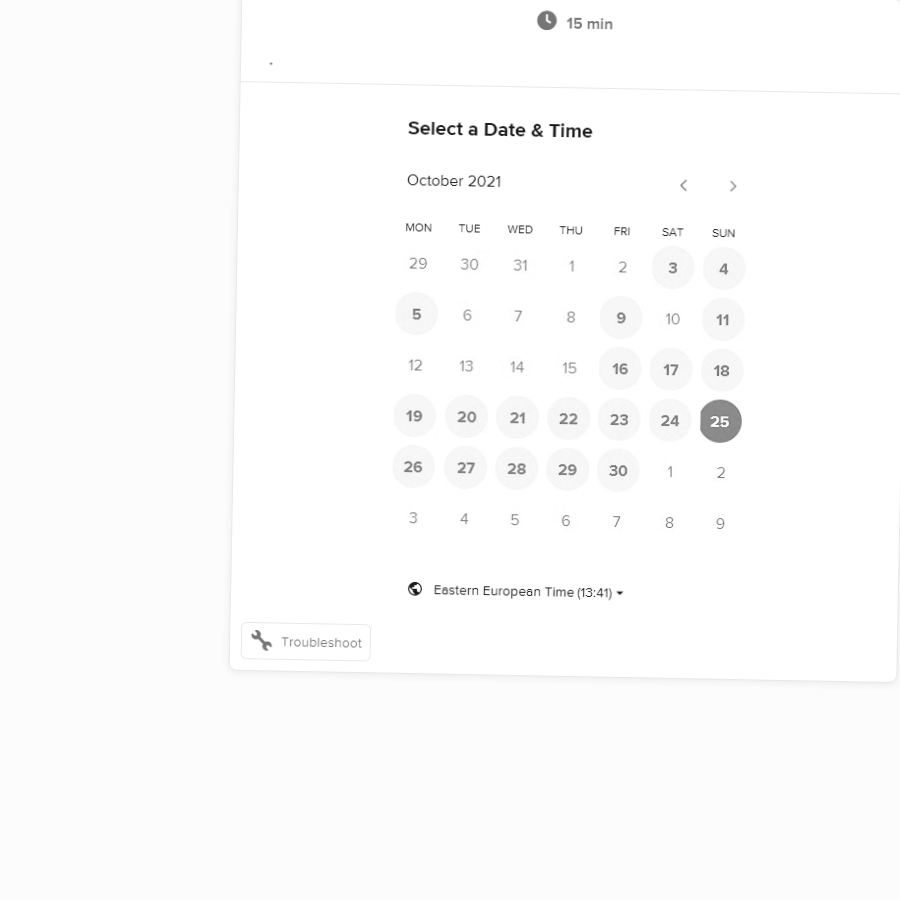 15 min
.
Select a Date & Time
October 2021
MON TUE WED THU FRI SAT SUN
29 30 31 1 2 3 4
5 6 7 8 9 10 11
12 13 14 15 16 17 18
19 20 21 22 23 24 25
26 27 28 29 30 1 2
3 4 5 6 7 8 9
Eastern European Time (13:41)
Troubleshoot